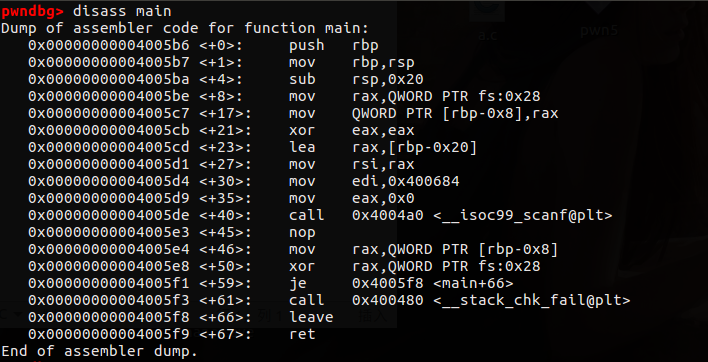 pwndbg> disass main
Dump of assembler code for function main:
0x00000000004005b6 <+0>: push rbp
0x00000000004005b7 <+1>: mov rbp,rsp
0x00000000004005ba <+4>: sub rsp,0x20
0x00000000004005be <+8>: mov rax,QWORD PTR fs:0x28
0x00000000004005c7 <+17>: mov QWORD PTR [rbp-0x8],rax
0x00000000004005cb <+21>: xor eax,eax
0x00000000004005cd <+23>: lea rax,[rbp-0x20]
0x00000000004005d1 <+27>: mov rsi,rax
0x00000000004005d4 <+30>: mov edi,0x400684
0x00000000004005d9 <+35>: mov eax,0x0
0x00000000004005de <+40>: call 0x4004a0 <__isoc99_scanf@plt>
0x00000000004005e3 <+45>: nop
0x00000000004005e4 <+46>: mov rax,QWORD PTR [rbp-0x8]
0x00000000004005e8 <+50>: xor rax,QWORD PTR fs:0x28
0x00000000004005f1 <+59>: je 0x4005f8 <main+66>
0x00000000004005f3 <+61>: call 0x400480 <__stack_chk_fail@plt>
0x00000000004005f8 <+66>: leave
0x00000000004005f9 <+67>: ret
End of assembler dump.
a.c
pwn5